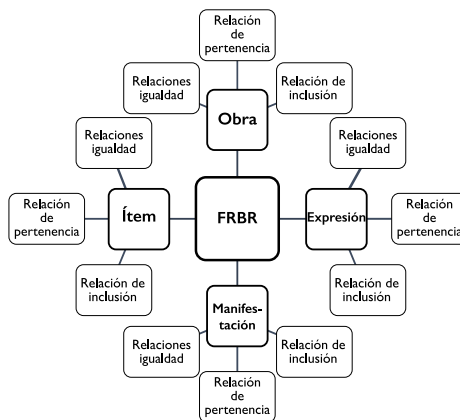 Relación
de
pertenencia
Relaciones
igualdad
Relación de
inclusión
Obra
Relaciones
igualdad
Relaciones
igualdad
Relación
de
pertenencia
Ítem
FRBR
Expresión
Relación
de
pertenencia
Relación de
inclusión
Relación de
inclusión
Manifes-
tación
Relaciones
igualdad
Relación de
inclusión
Relación
de
pertenencia